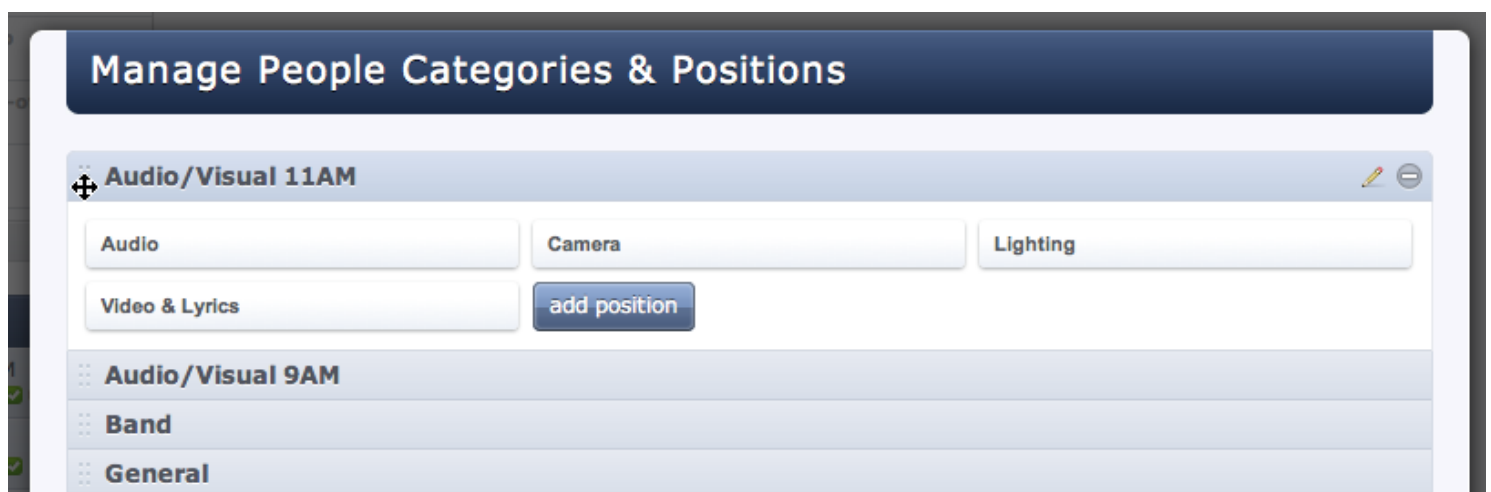 Manage People Categories & Positions
Audio/Visual 11AM
Audio Camera Lighting
Video & Lyrics add position
Audio/Visual 9AM
Band
General